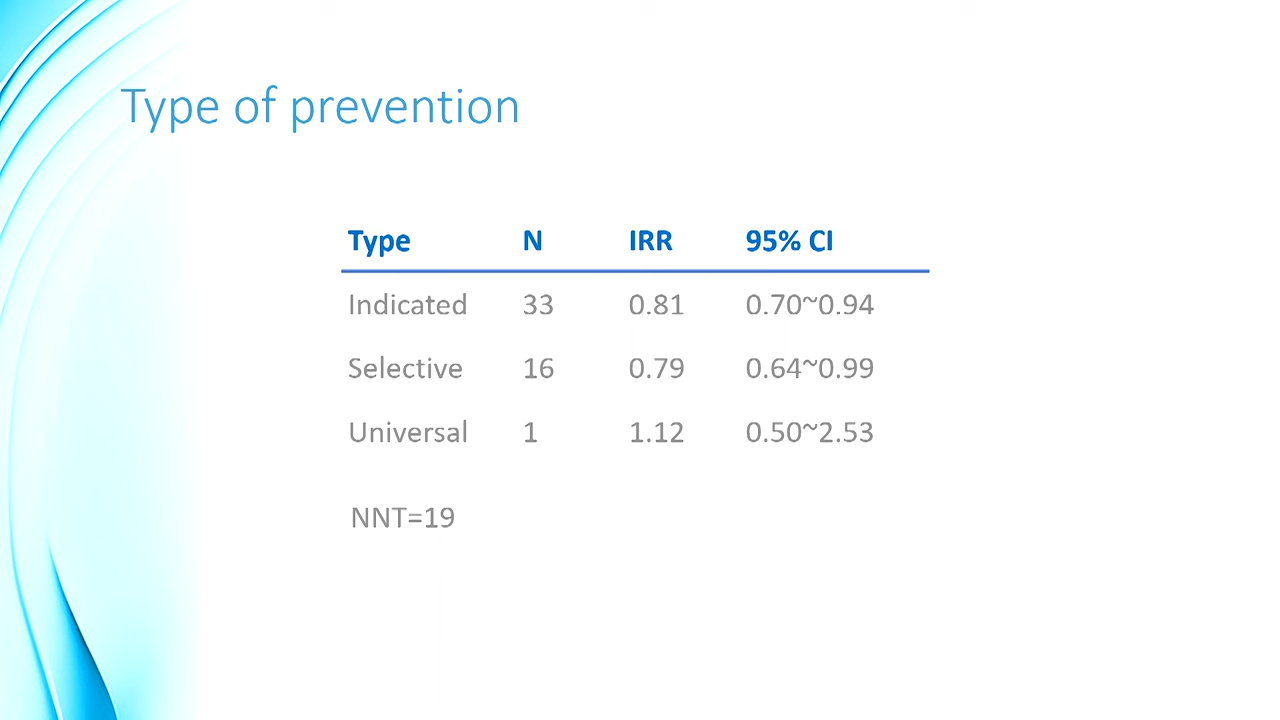 Type of prevention
Type N IRR 95% CI
Indicated 33 0.81 0.70~0.94
Selective 16 0.79 0.64~0.99
Universal 1 1.12 0.50~2.53
NNT=19